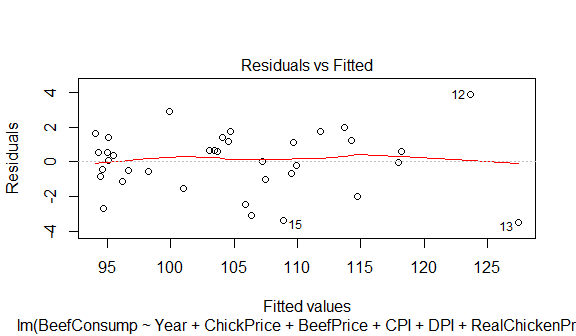 Residuals vs Fitted
Residuals
4
2
0
-2
-4
12
15
13
95 100 105 110 115 120 125
Fitted values
lm(BeefConsump ~ Year + ChickPrice + BeefPrice + CPI + DPI + RealChickenPr